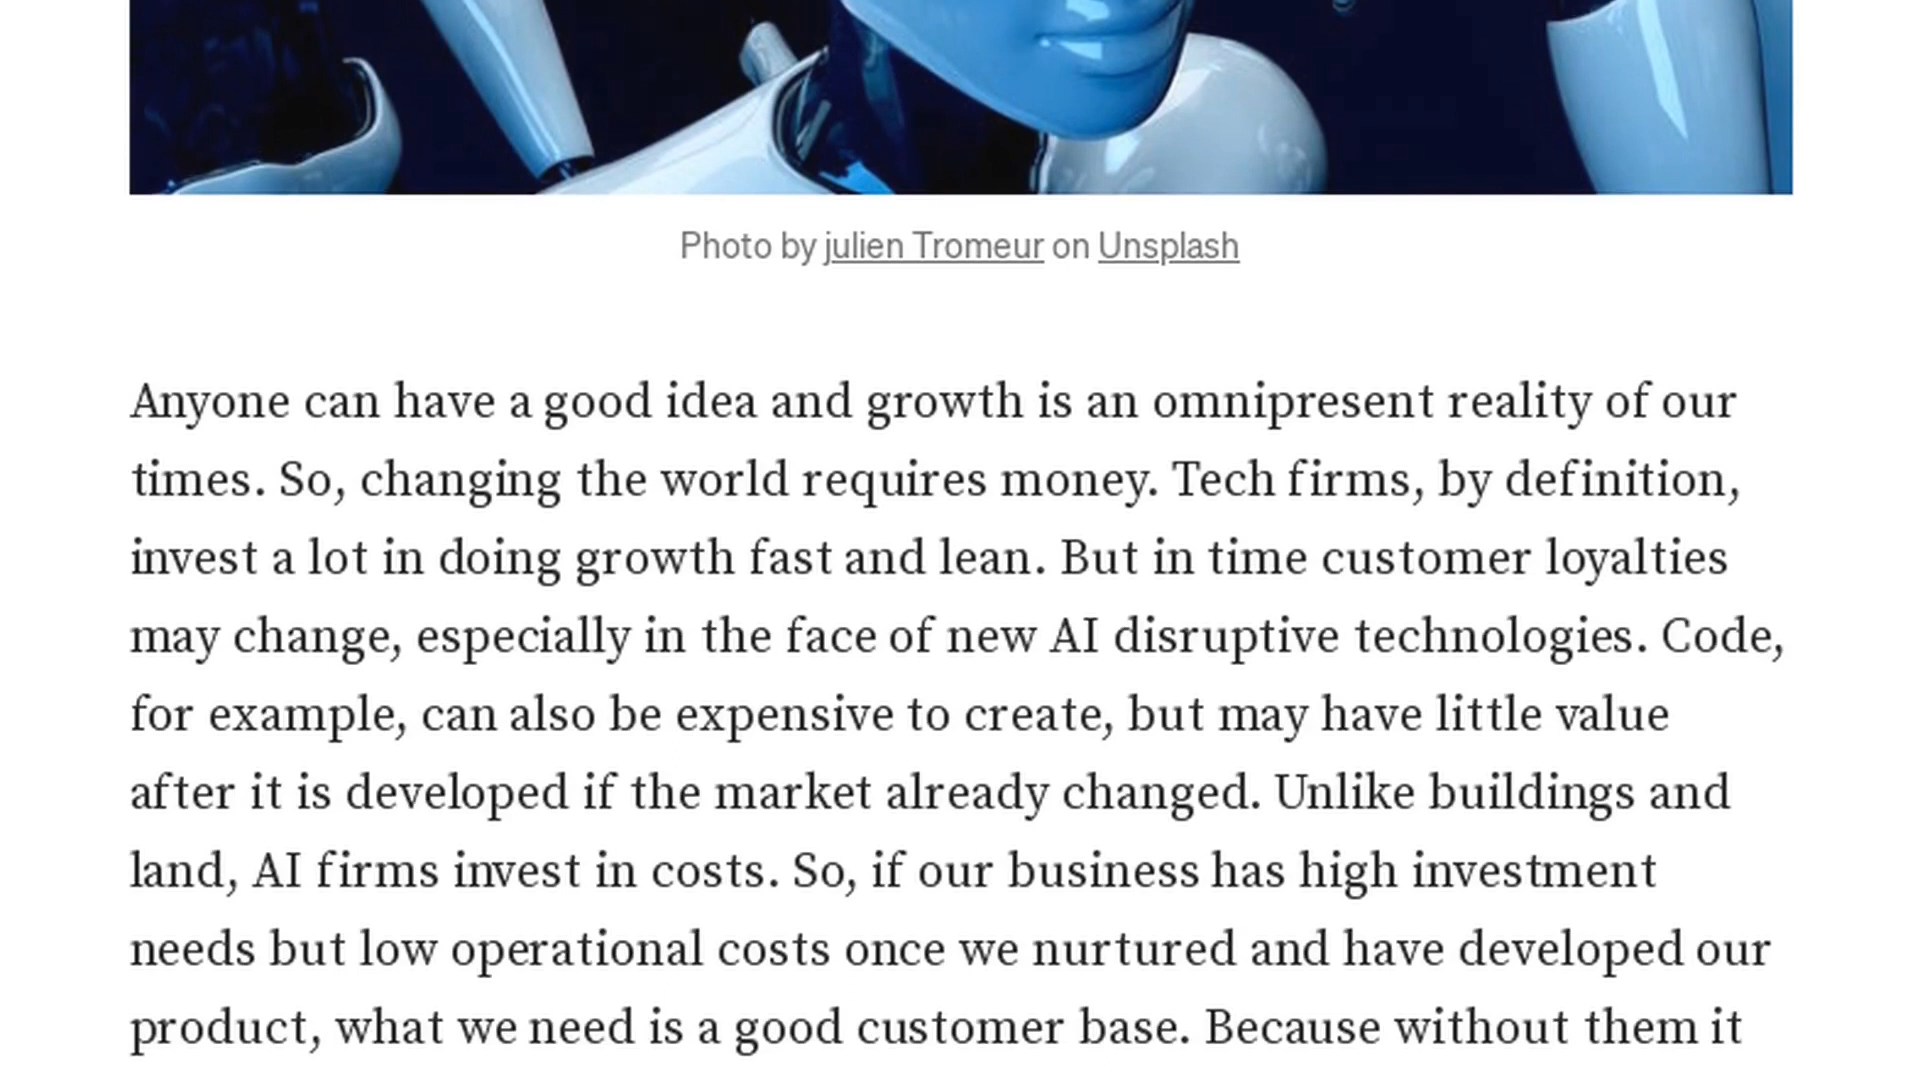 Photo by julien Tromeur on Unsplash
Anyone can have a good idea and growth is an omnipresent reality of our
times. So, changing the world requires money. Tech firms, by definition,
invest a lot in doing growth fast and lean. But in time customer loyalties
may change, especially in the face of new AI disruptive technologies. Code,
for example, can also be expensive to create, but may have little value
after it is developed if the market already changed. Unlike buildings and
land, AI firms invest in costs. So, if our business has high investment
needs but low operational costs once we nurtured and have developed our
product, what we need is a good customer base. Because without them it